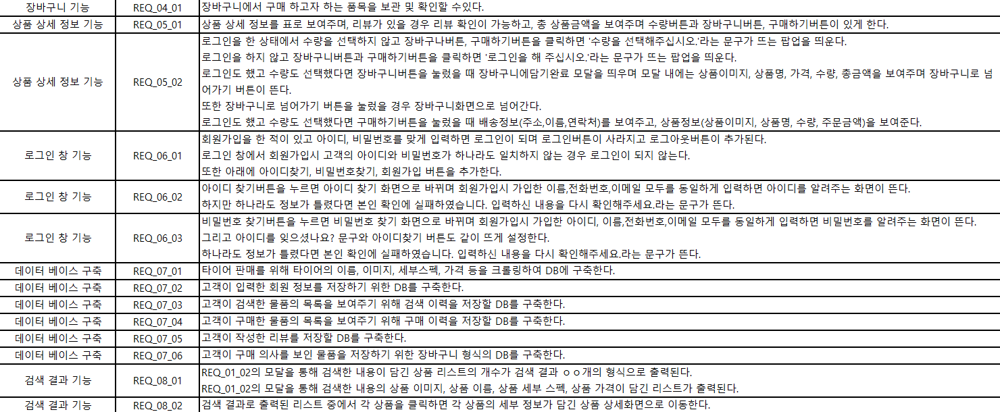 장바구니 기능 REQ_04_01 장바구니에서 구매 하고자 하는 품목을 보관 및 확인할 수있다.
상품 상세 정보 기능 REQ_05_01 상품 상세 정보를 표로 보여주며, 리뷰가 있을 경우 리뷰 확인이 가능하고, 총 상품금액을 보여주며 수량버튼과 장바구니버튼, 구매하기버튼이 있게 한다.
상품 상세 정보 기능 REQ_05_02 로그인을 한 상태에서 수량을 선택하지 않고 장바구나버튼, 구매하기버튼을 클릭하면 '수량을 선택해주십시오.'라는 문구가 뜨는 팝업을 띄운다.
로그인을 하지 않고 장바구니버튼과 구매하기버튼을 클릭하면 '로그인을 해 주십시오.'라는 문구가 뜨는 팝업을 띄운다.
로그인도 했고 수량도 선택했다면 장바구니버튼을 눌렀을 때 장바구니에담기완료 모달을 띄우며 모달 내에는 상품이미지, 상품명, 가격, 수량, 총금액을 보여주며 장바구니로 넘
어가기 버튼이 뜬다.
또한 장바구니로 넘어가기 버튼을 눌렀을 경우 장바구니화면으로 넘어간다.
로그인도 했고 수량도 선택했다면 구매하기버튼을 눌렀을 때 배송정보(주소,이름,연락처)를 보여주고, 상품정보(상품이미지, 상품명, 수량, 주문금액)을 보여준다.
로그인 창 기능 REQ_06_01 회원가입을 한 적이 있고 아이디, 비밀번호를 맞게 입력하면 로그인이 되며 로그인버튼이 사라지고 로그아웃버튼이 추가된다.
로그인 창에서 회원가입시 고객의 아이디와 비밀번호가 하나라도 일치하지 않는 경우 로그인이 되지 않는다.
또한 아래에 아이디찾기, 비밀번호찾기, 회원가입 버튼을 추가한다.
로그인 창 기능 REQ_06_02 아이디 찾기버튼을 누르면 아이디 찾기 화면으로 바뀌며 회원가입시 가입한 이름,전화번호,이메일 모두를 동일하게 입력하면 아이디를 알려주는 화면이 뜬다.
하지만 하나라도 정보가 틀렸다면 본인 확인에 실패하였습니다. 입력하신 내용을 다시 확인해주세요.라는 문구가 뜬다.
로그인 창 기능 REQ_06_03 비밀번호 찾기버튼을 누르면 비밀번호 찾기 화면으로 바뀌며 회원가입시 가입한 아이디, 이름,전화번호,이메일 모두를 동일하게 입력하면 비밀번호를 알려주는 화면이 뜬다.
그리고 아이디를 잊으셨나요? 문구와 아이디찾기 버튼도 같이 뜨게 설정한다.
하나라도 정보가 틀렸다면 본인 확인에 실패하였습니다. 입력하신 내용을 다시 확인해주세요.라는 문구가 뜬다.
데이터 베이스 구축 REQ_07_01 타이어 판매를 위해 타이어의 이름, 이미지, 세부스펙, 가격 등을 크롤링하여 DB에 구축한다.
데이터 베이스 구축 REQ_07_02 고객이 입력한 회원 정보를 저장하기 위한 DB를 구축한다.
데이터 베이스 구축 REQ_07_03 고객이 검색한 물품의 목록을 보여주기 위해 검색 이력을 저장할 DB를 구축한다.
데이터 베이스 구축 REQ_07_04 고객이 구매한 물품의 목록을 보여주기 위해 구매 이력을 저장할 DB를 구축한다.
데이터 베이스 구축 REQ_07_05 고객이 작성한 리뷰를 저장할 DB를 구축한다.
데이터 베이스 구축 REQ_07_06 고객이 구매 의사를 보인 물품을 저장하기 위한 장바구니 형식의 DB를 구축한다.
검색 결과 기능 REQ_08_01 REQ_01_02의 모달을 통해 검색한 내용이 담긴 상품 리스트의 개수가 검색 결과 ㅇㅇ개의 형식으로 출력된다.
REQ_01_02의 모달을 통해 검색한 내용의 상품 이미지, 상품 이름, 상품 세부 스펙, 상품 가격이 담긴 리스트가 출력된다.
검색 결과 기능 REQ_08_02 검색 결과로 출력된 리스트 중에서 각 상품을 클릭하면 각 상품의 세부 정보가 담긴 상품 상세화면으로 이동한다.